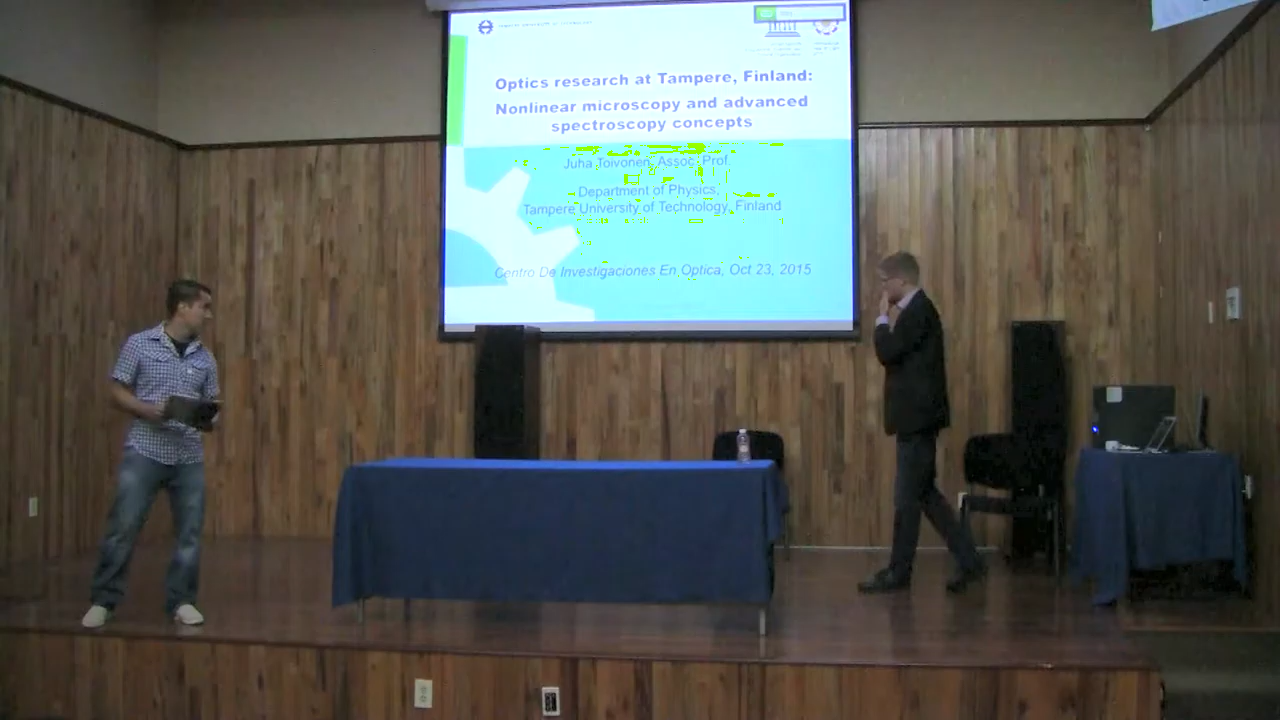 Optics research at Tampere, Finland:
Nonlinear microscopy and advanced
spectroscopy concepts
Juha Toivonen, Assoc. Prof.
Department of Physics,
Tampere University of Technology, Finland
Centro De Investigaciones En Optica, Oct 23, 2015